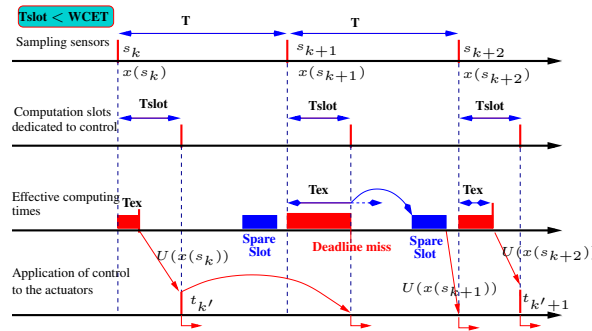 Tslot < WCET
T
T
Sampling sensors
s_k
s_{k+1}
s_{k+2}
x(s_k)
x(s_{k+1})
x(s_{k+2})
Tslot
Tslot
Tslot
Computation slots
dedicated to control
Effective computing
times
Tex
Tex
Tex
Spare
Slot
Deadline miss
Spare
Slot
U(x(s_k))
U(x(s_{k+1}))
U(x(s_{k+2}))
Application of control
to the actuators
t_{k'}
t_{k'+1}